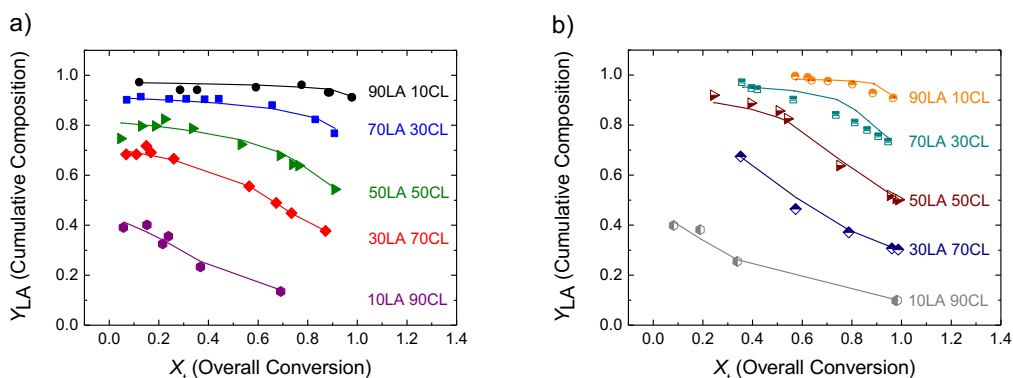 a)
1.0
0.8
0.6
0.4
0.2
0.0
Y LA (Cumulative Composition)
90LA 10CL
70LA 30CL
50LA 50CL
30LA 70CL
10LA 90CL
0.0 0.2 0.4 0.6 0.8 1.0 1.2 1.4
X t (Overall Conversion)
b)
1.0
0.8
0.6
0.4
0.2
0.0
Y LA (Cumulative Composition)
90LA 10CL
70LA 30CL
50LA 50CL
30LA 70CL
10LA 90CL
0.0 0.2 0.4 0.6 0.8 1.0 1.2 1.4
X t (Overall Conversion)